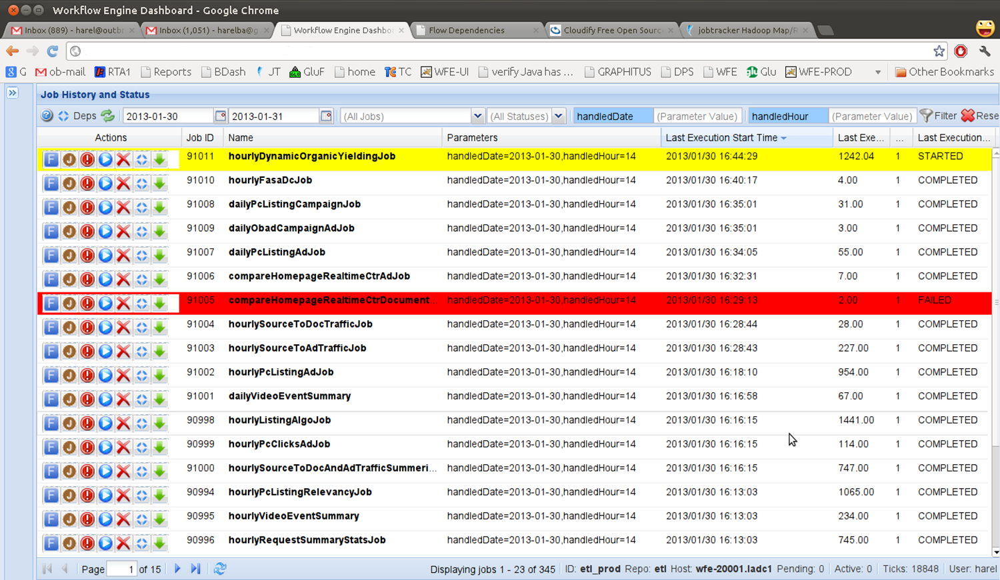 Workflow Engine Dashboard - Google Chrome
Inbox (889) - harel@outb
Inbox (1,051) - harelba@g
Workflow Engine Dashbo
Flow Dependencies
Cloudify Free Open Sourc
jobtracker Hadoop Map/R
G ob-mail RTA1 Reports BDash JT GluF home TC WFE-UI verify Java has ... GRAPHITUS DPS WFE Glu WFE-PROD Other Bookmarks
Job History and Status
Deps 2013-01-30 2013-01-31 (All Jobs) (All Statuses) handledDate (Parameter Value) handledHour (Parameter Value) Filter Rese
Actions Job ID Name Parameters Last Execution Start Time Last Exe... ... Last Execution...
F J 91011 hourlyDynamicOrganicYieldingJob handledDate=2013-01-30,handledHour=14 2013/01/30 16:44:29 1242.04 1 STARTED
F J 91010 hourlyFasaDcJob handledDate=2013-01-30,handledHour=14 2013/01/30 16:40:17 4.00 1 COMPLETED
F J 91008 dailyPcListingCampaignJob handledDate=2013-01-30,handledHour=14 2013/01/30 16:35:01 31.00 1 COMPLETED
F J 91009 dailyObadCampaignAdJob handledDate=2013-01-30,handledHour=14 2013/01/30 16:35:01 3.00 1 COMPLETED
F J 91007 dailyPcListingAdJob handledDate=2013-01-30,handledHour=14 2013/01/30 16:34:05 55.00 1 COMPLETED
F J 91006 compareHomepageRealtimeCtrAdJob handledDate=2013-01-30,handledHour=14 2013/01/30 16:32:31 7.00 1 COMPLETED
F J 91005 compareHomepageRealtimeCtrDocument... handledDate=2013-01-30,handledHour=14 2013/01/30 16:29:13 2.00 1 FAILED
F J 91004 hourlySourceToDocTrafficJob handledDate=2013-01-30,handledHour=14 2013/01/30 16:28:44 28.00 1 COMPLETED
F J 91003 hourlySourceToAdTrafficJob handledDate=2013-01-30,handledHour=14 2013/01/30 16:28:43 227.00 1 COMPLETED
F J 91002 hourlyPcListingAdJob handledDate=2013-01-30,handledHour=14 2013/01/30 16:18:10 954.00 1 COMPLETED
F J 91001 dailyVideoEventSummary handledDate=2013-01-30,handledHour=14 2013/01/30 16:16:58 67.00 1 COMPLETED
F J 90998 hourlyListingAlgoJob handledDate=2013-01-30,handledHour=14 2013/01/30 16:16:15 1441.00 1 COMPLETED
F J 90999 hourlyPcClicksAdJob handledDate=2013-01-30,handledHour=14 2013/01/30 16:16:15 114.00 1 COMPLETED
F J 91000 hourlySourceToDocAndAdTrafficSummeri... handledDate=2013-01-30,handledHour=14 2013/01/30 16:16:15 747.00 1 COMPLETED
F J 90994 hourlyPcListingRelevancyJob handledDate=2013-01-30,handledHour=14 2013/01/30 16:13:03 1065.00 1 COMPLETED
F J 90995 hourlyVideoEventSummary handledDate=2013-01-30,handledHour=14 2013/01/30 16:13:03 234.00 1 COMPLETED
F J 90996 hourlyRequestSummaryStatsJob handledDate=2013-01-30,handledHour=14 2013/01/30 16:13:03 745.00 1 COMPLETED
Page 1 of 15 Displaying jobs 1 - 23 of 345 ID: etl_prod Repo: etl Host: wfe-20001.ladc1 Pending: 0 Active: 0 Ticks: 18848 User: harel